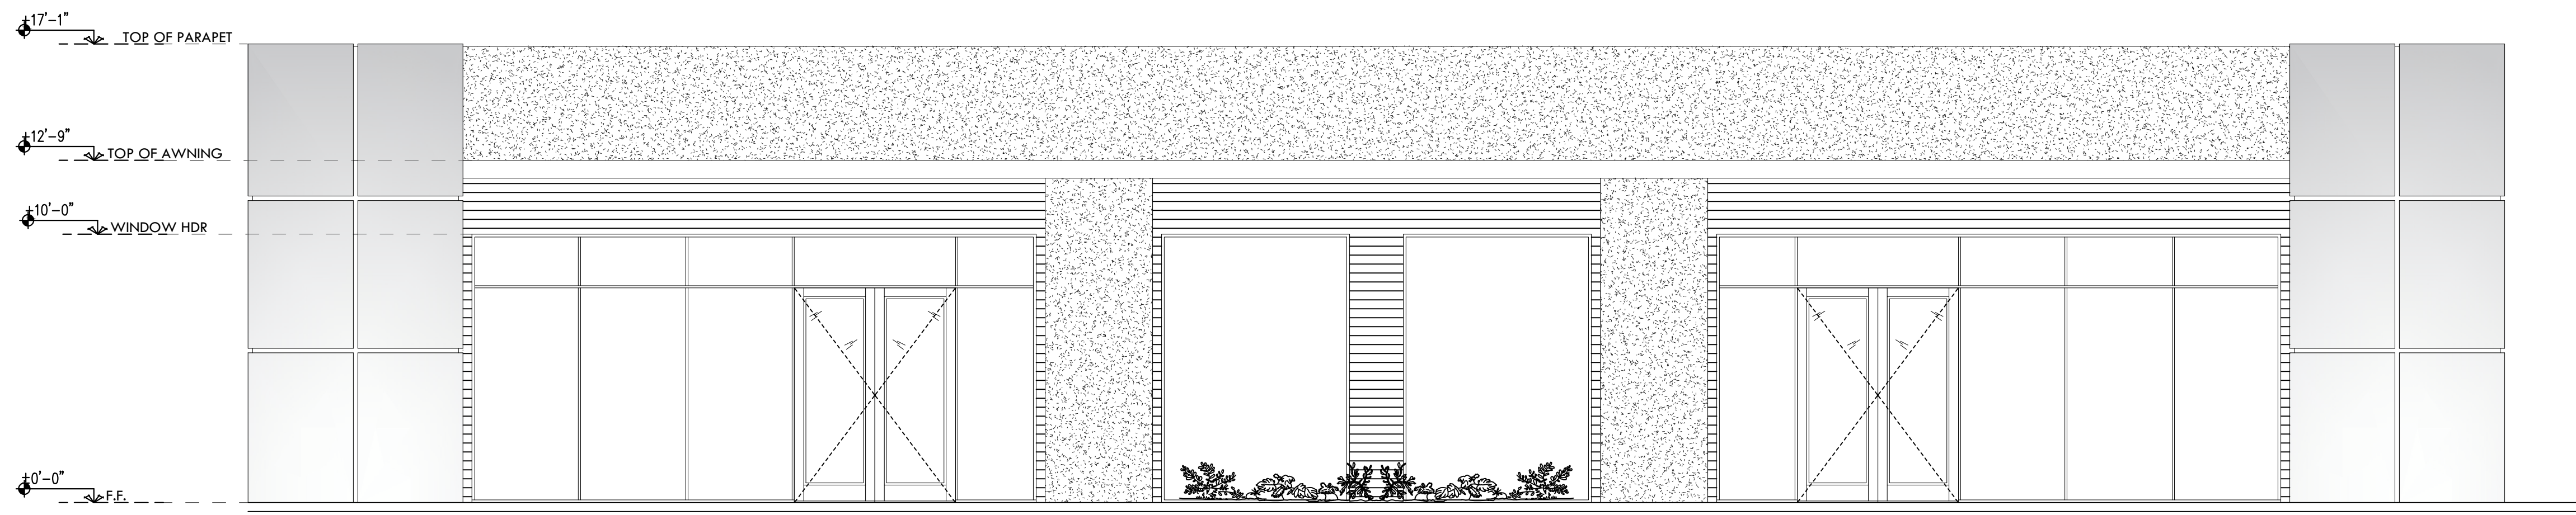 ±17'-1"
TOP OF PARAPET
±12'-9"
TOP OF AWNING
±10'-0"
WINDOW HDR
±0'-0"
F.F.